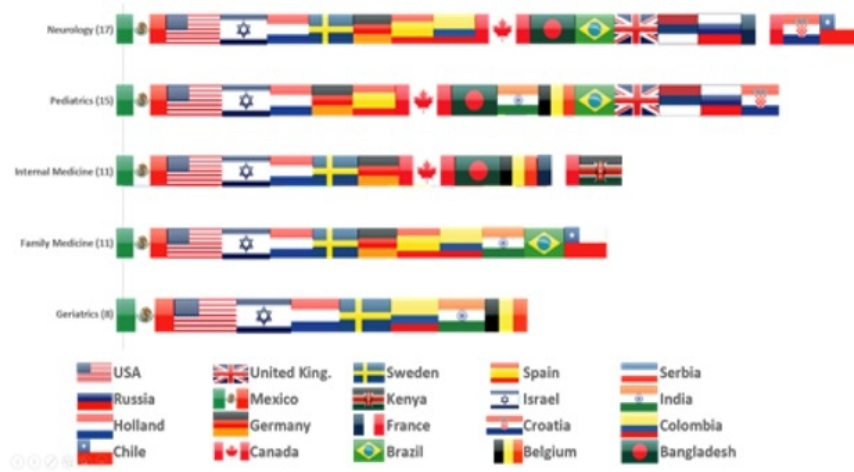 Neurology (17)
Pediatrics (15)
Internal Medicine (11)
Family Medicine (11)
Geriatrics (8)
USA United King. Sweden Spain Serbia
Russia Mexico Kenya Israel India
Holland Germany France Croatia Colombia
Chile Canada Brazil Belgium Bangladesh